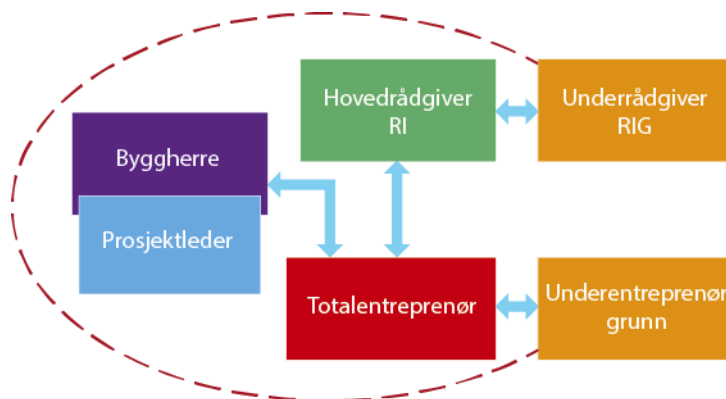 Hovedrådgiver
RI
Underrådgiver
RIG
Byggherre
Prosjektleder
Totalentreprenør
Underentreprenør
grunn